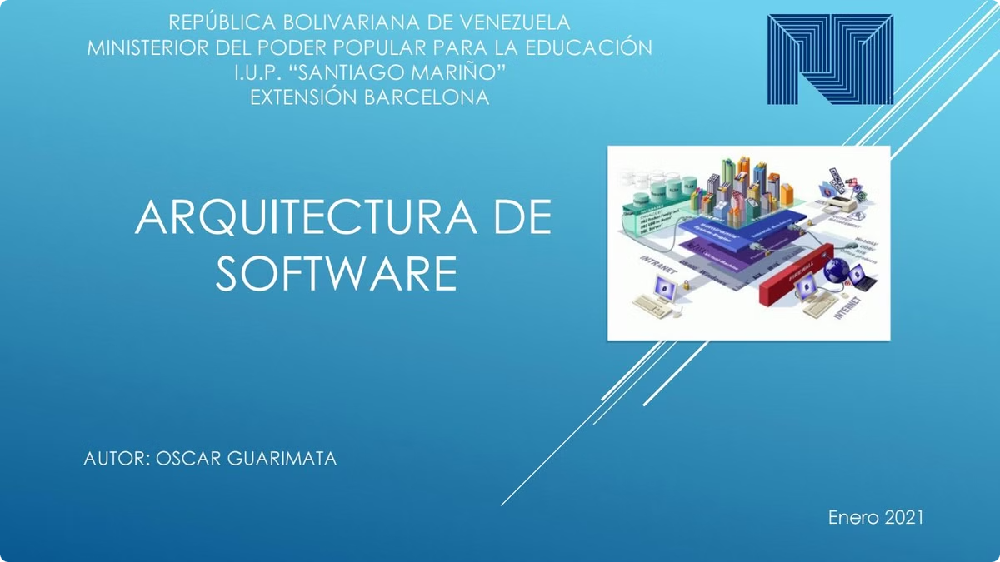 REPÚBLICA BOLIVARIANA DE VENEZUELA
MINISTERIOR DEL PODER POPULAR PARA LA EDUCACIÓN
I.U.P. “SANTIAGO MARIÑO”
EXTENSIÓN BARCELONA
ARQUITECTURA DE
SOFTWARE
INTRANET
FIREWALL
INTERNET
AUTOR: OSCAR GUARIMATA
Enero 2021